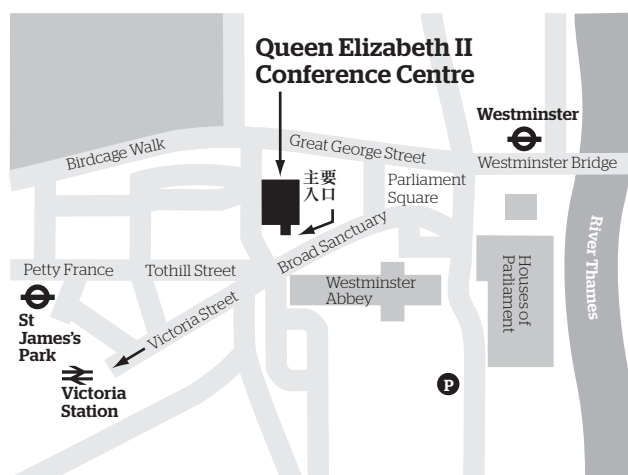 Queen Elizabeth II
Conference Centre
Westminster
Birdcage Walk
Great George Street
Westminster Bridge
主要
入口
Parliament
Square
Broad Sanctuary
River Thames
Petty France
Tothill Street
Westminster
Abbey
Houses of
Parliament
St
James's
Park
Victoria Street
Victoria
Station
P